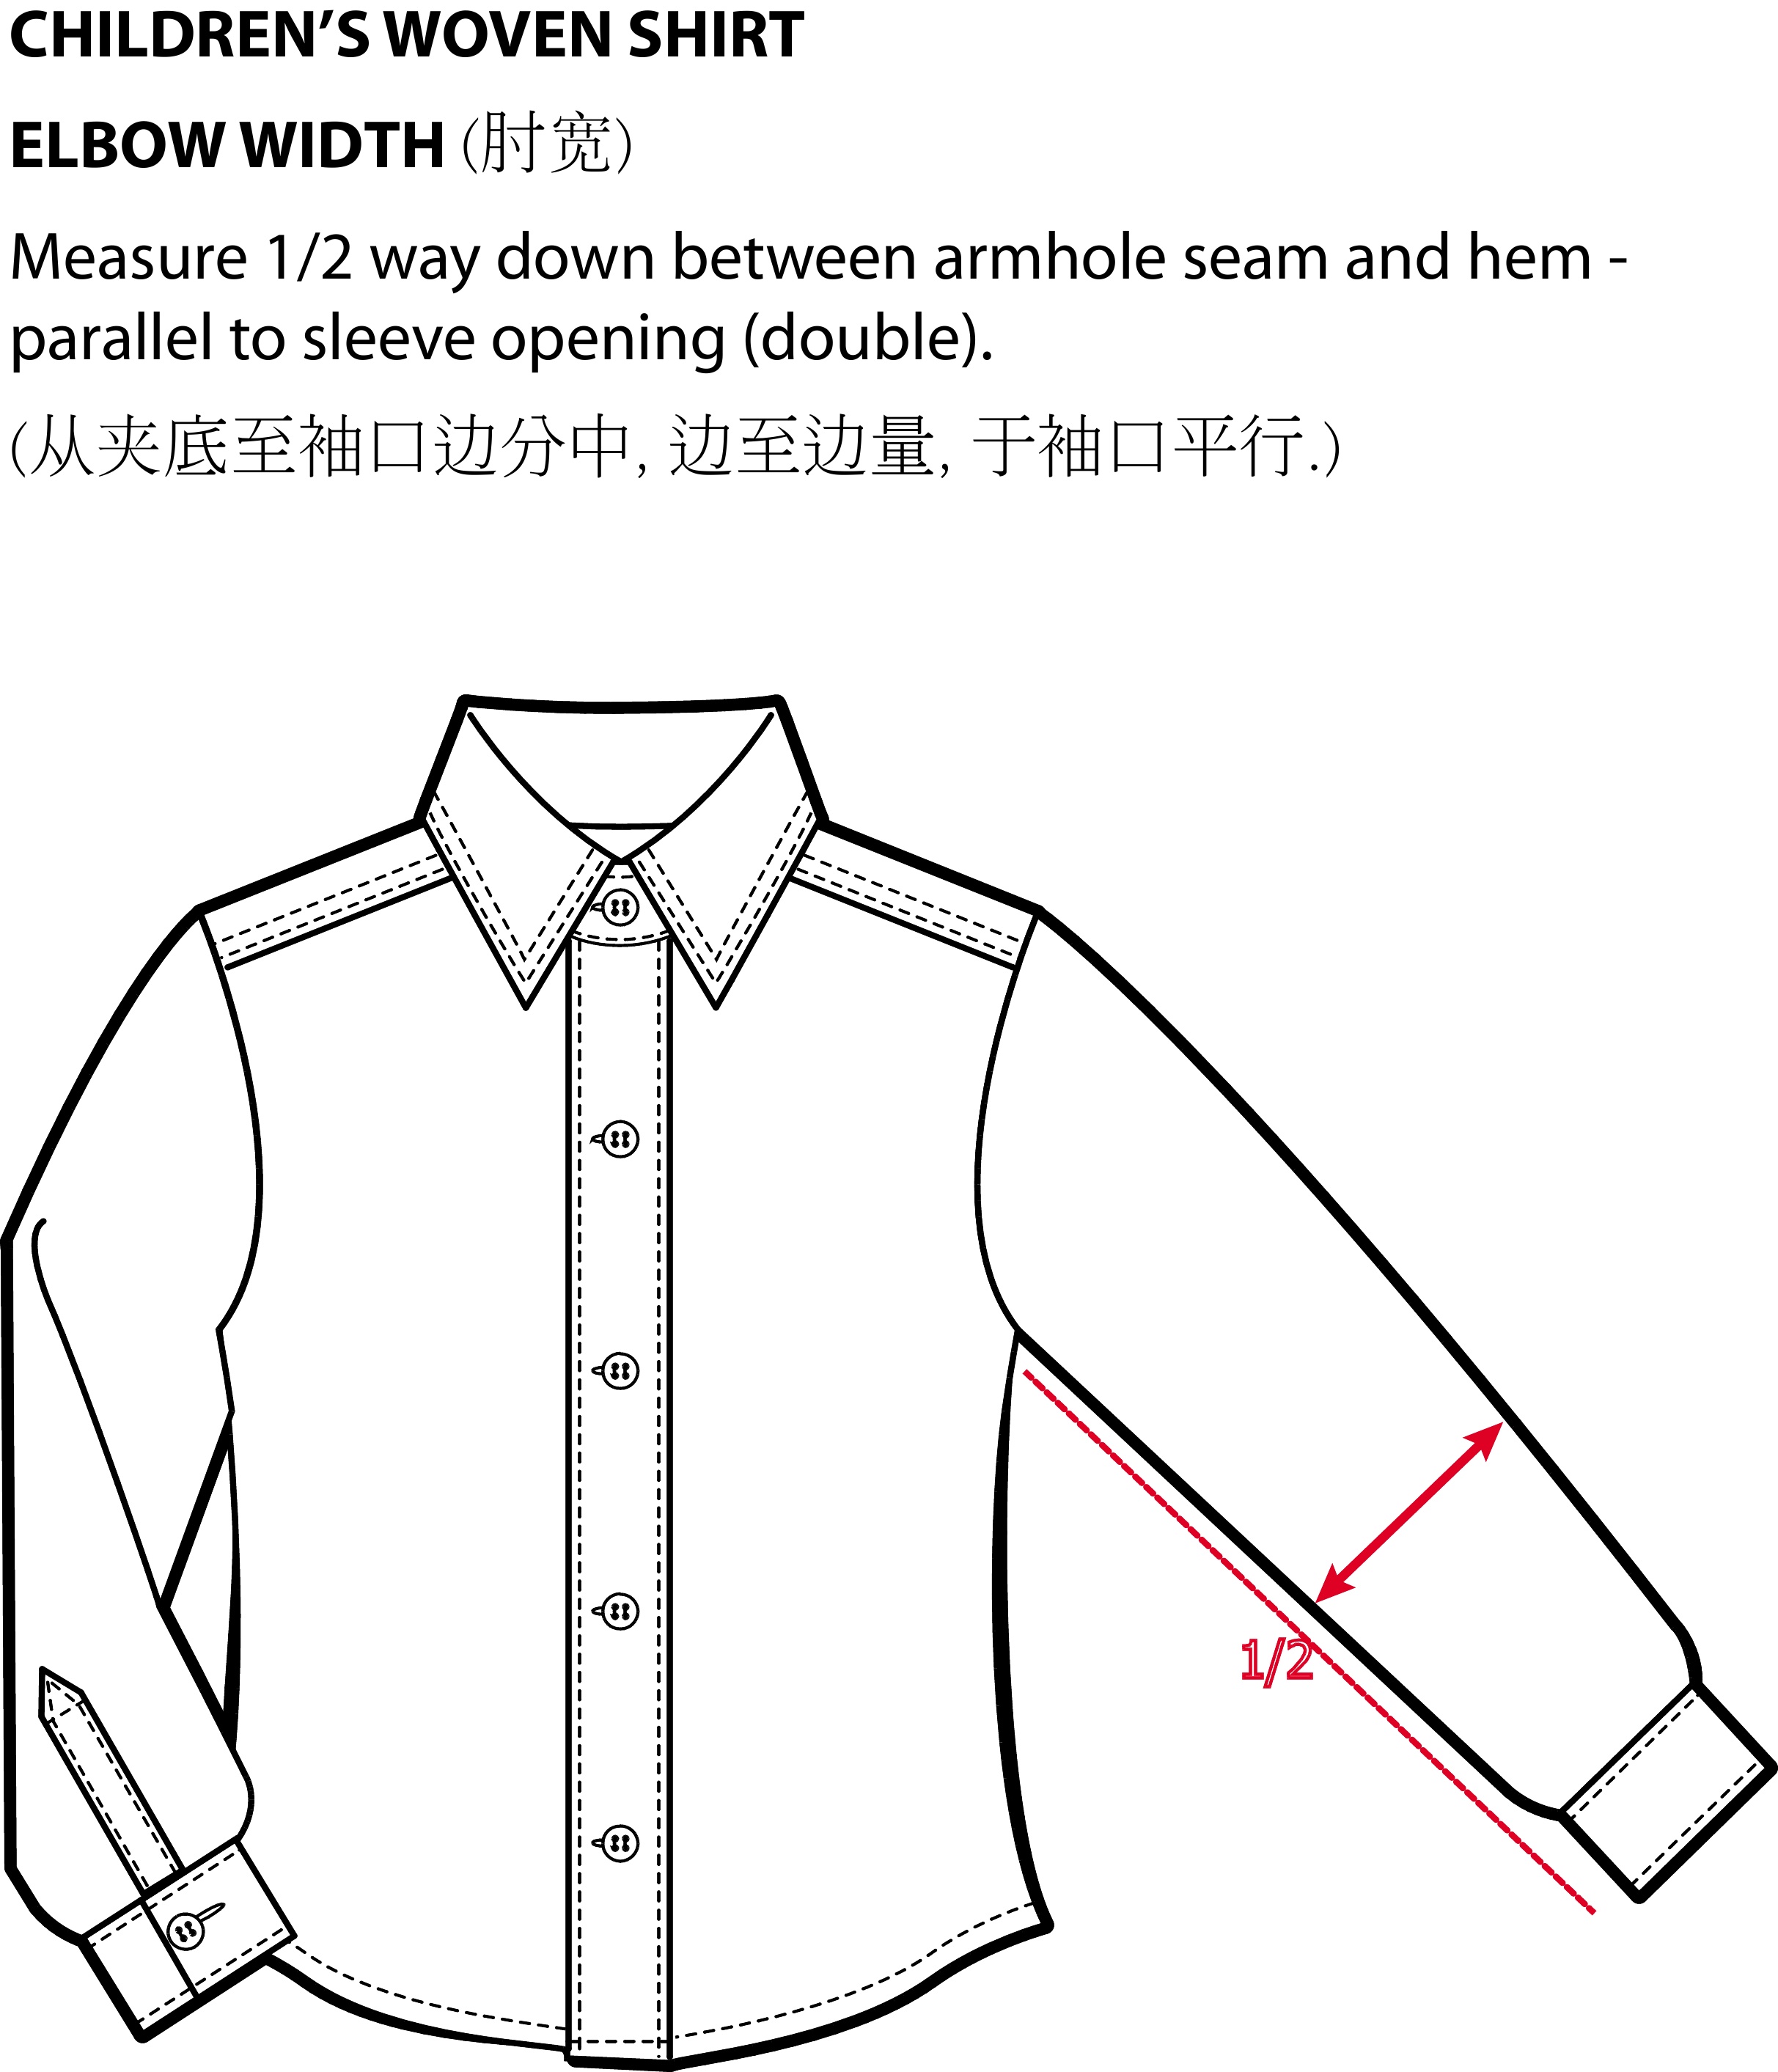 CHILDREN’S WOVEN SHIRT
ELBOW WIDTH (肘宽)
Measure 1/2 way down between armhole seam and hem -
parallel to sleeve opening (double).
(从夹底至袖口边分中, 边至边量, 于袖口平行.)
1/2